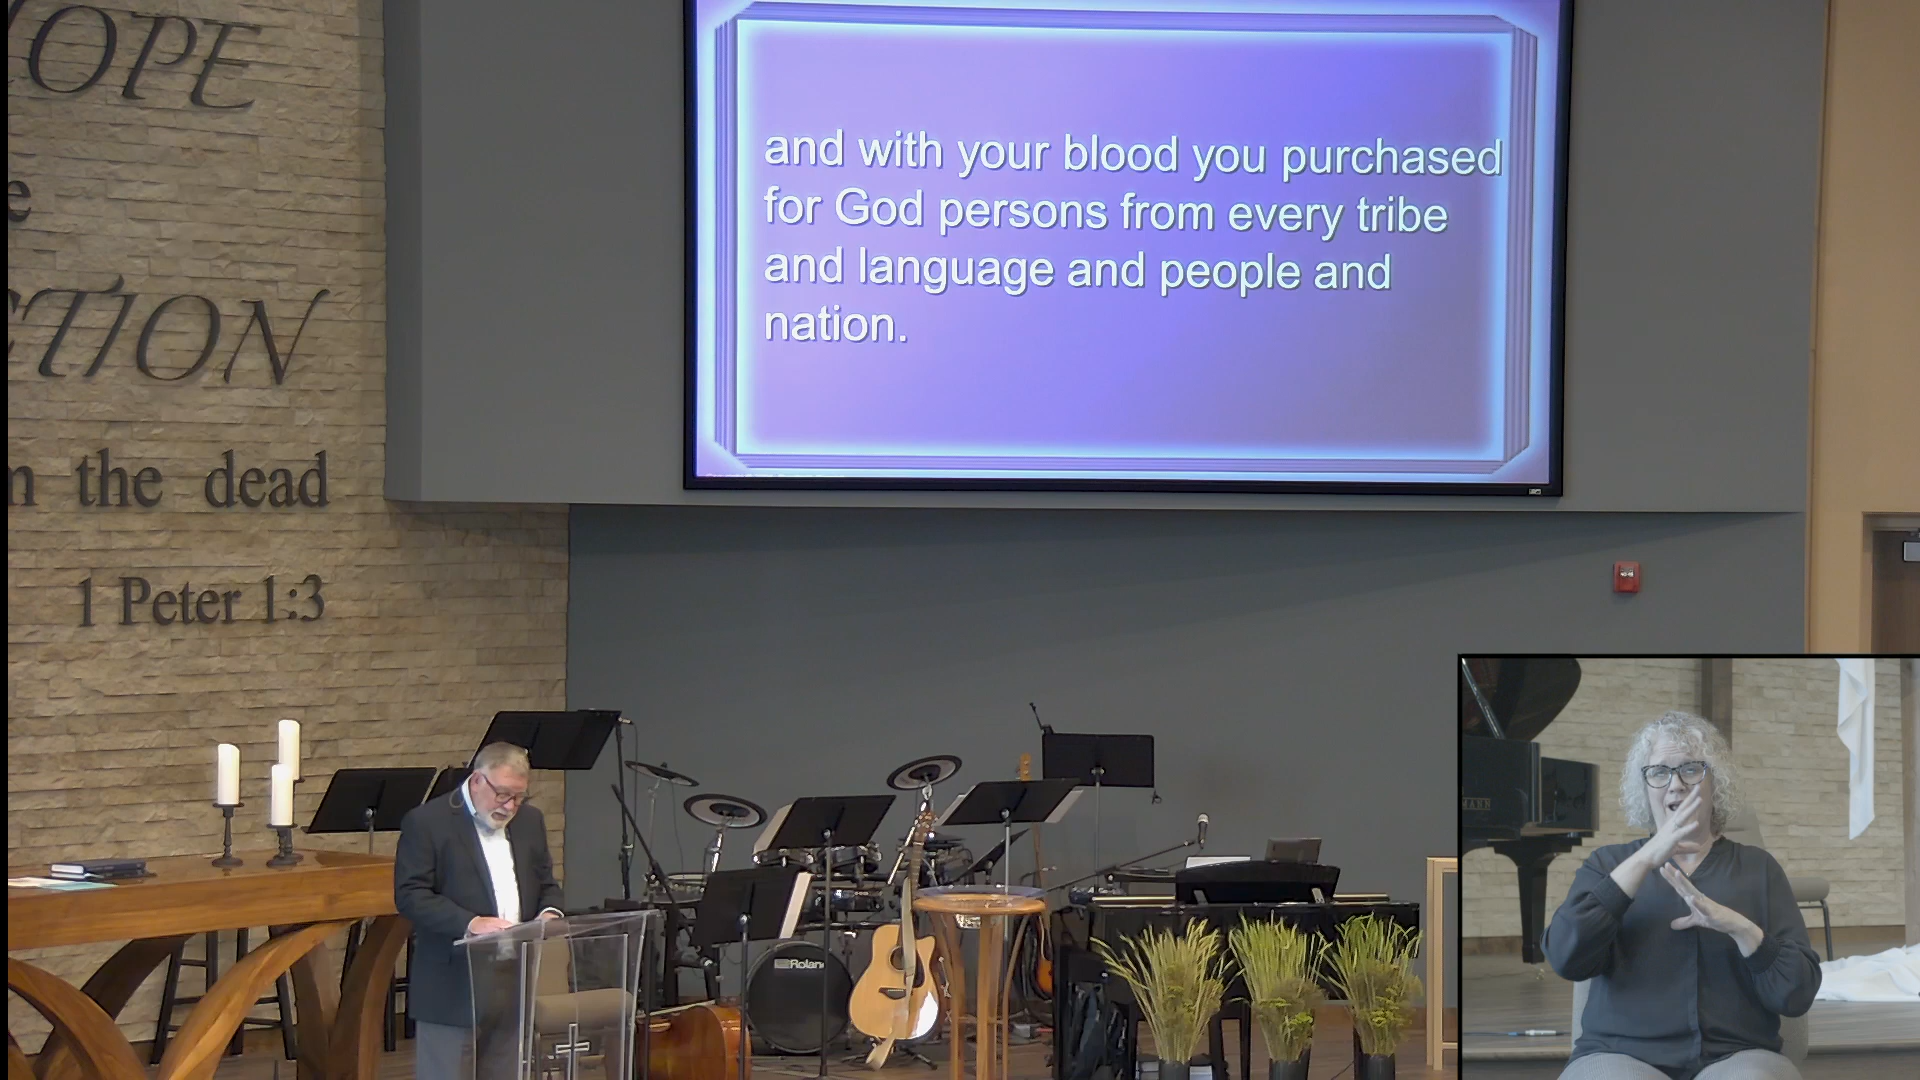 OPE
e
CTION
n the dead
1 Peter 1:3
and with your blood you purchased
for God persons from every tribe
and language and people and
nation.
Roland